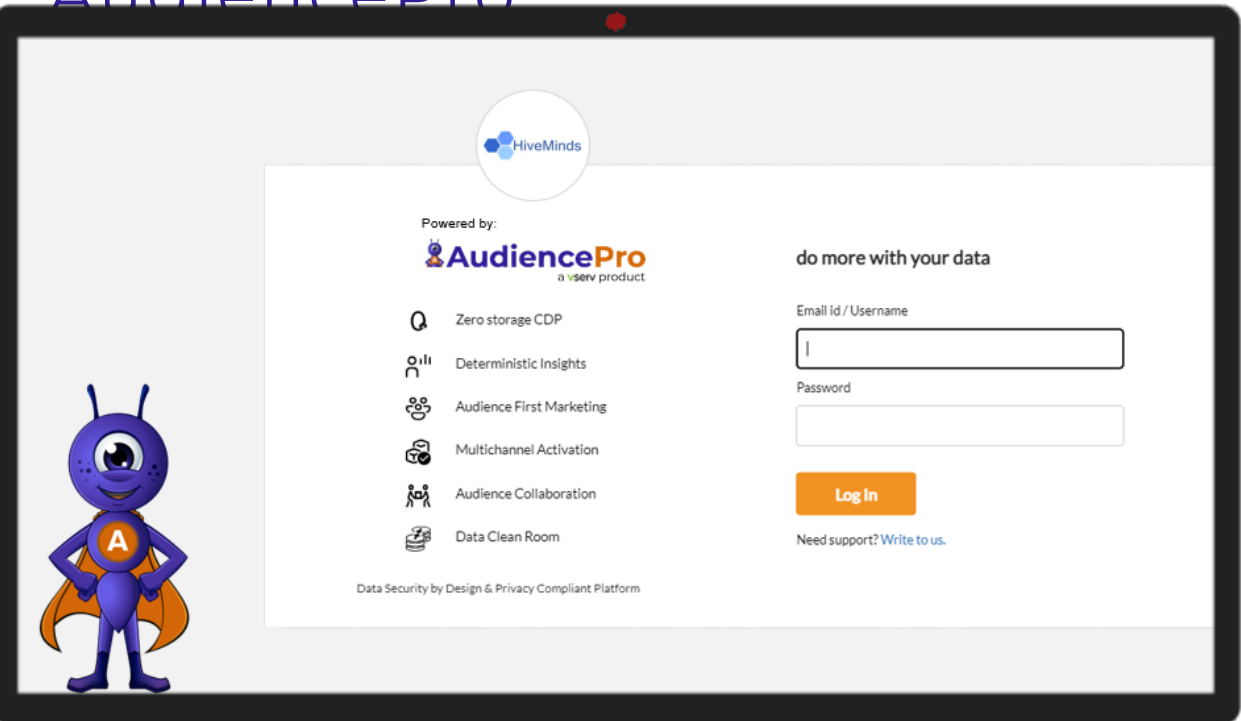 AudiencePro
HiveMinds
Powered by:
AudiencePro
a vserv product
Zero storage CDP
Deterministic Insights
Audience First Marketing
Multichannel Activation
Audience Collaboration
Data Clean Room
Data Security by Design & Privacy Compliant Platform
do more with your data
Email id / Username
Password
Log In
Need support? Write to us.
A